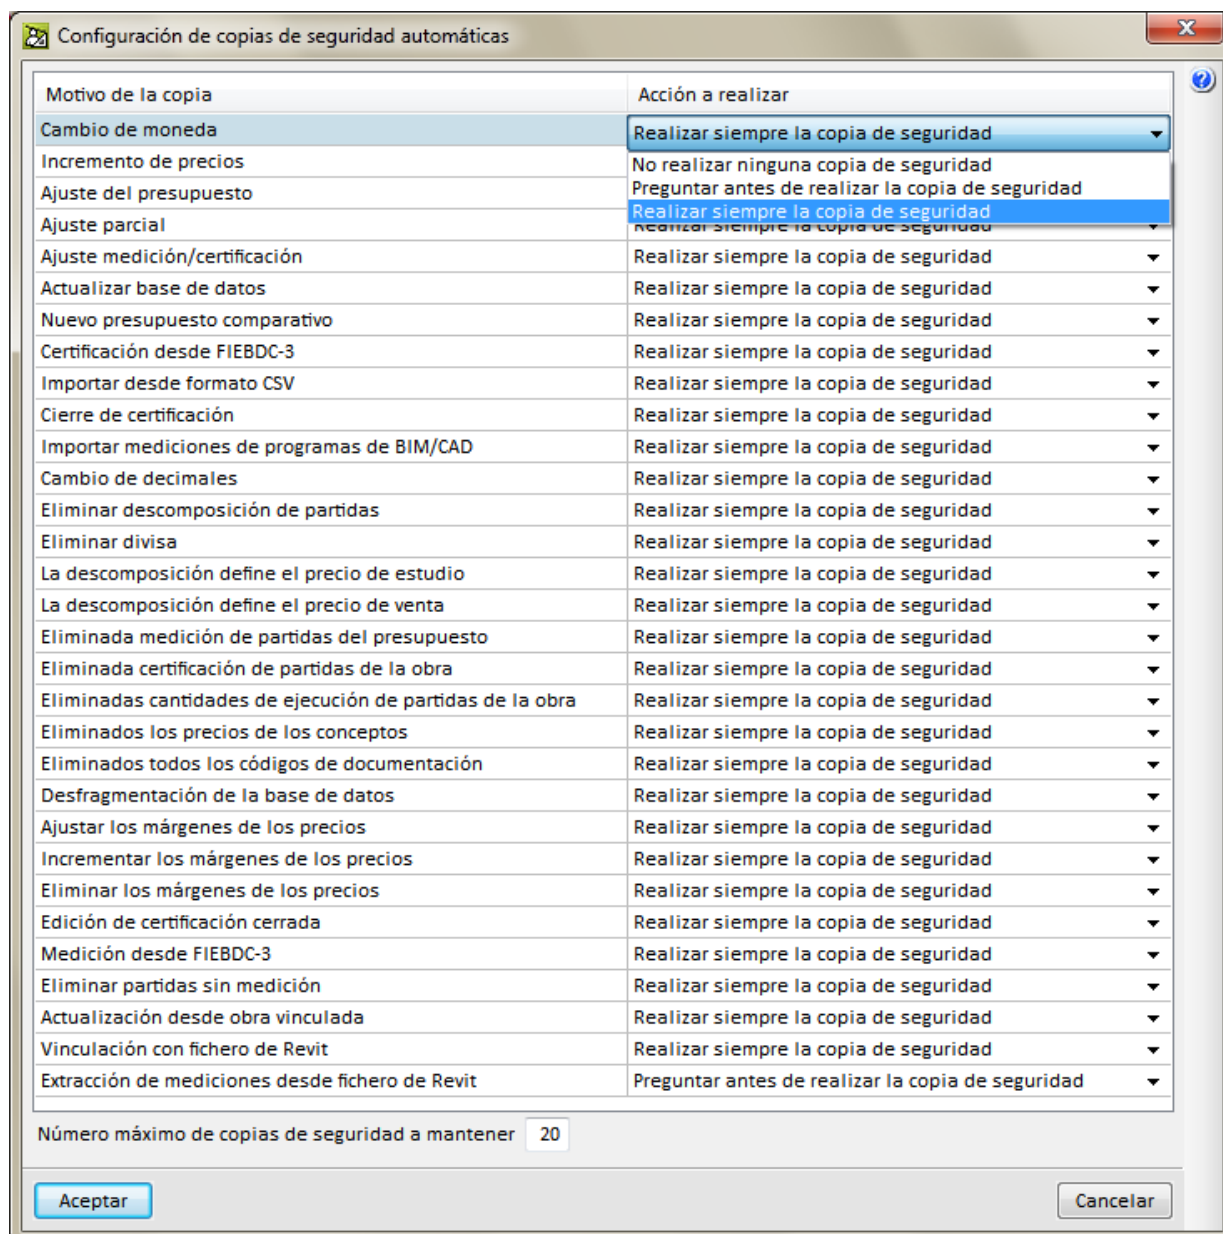 Configuración de copias de seguridad automáticas
X
?
Motivo de la copia Acción a realizar
Cambio de moneda Realizar siempre la copia de seguridad
Incremento de precios No realizar ninguna copia de seguridad
Preguntar antes de realizar la copia de seguridad
Ajuste del presupuesto Realizar siempre la copia de seguridad
Ajuste parcial Realizar siempre la copia de seguridad
Ajuste medición/certificación Realizar siempre la copia de seguridad
Actualizar base de datos Realizar siempre la copia de seguridad
Nuevo presupuesto comparativo Realizar siempre la copia de seguridad
Certificación desde FIEBDC-3 Realizar siempre la copia de seguridad
Importar desde formato CSV Realizar siempre la copia de seguridad
Cierre de certificación Realizar siempre la copia de seguridad
Importar mediciones de programas de BIM/CAD Realizar siempre la copia de seguridad
Cambio de decimales Realizar siempre la copia de seguridad
Eliminar descomposición de partidas Realizar siempre la copia de seguridad
Eliminar divisa Realizar siempre la copia de seguridad
La descomposición define el precio de estudio Realizar siempre la copia de seguridad
La descomposición define el precio de venta Realizar siempre la copia de seguridad
Eliminada medición de partidas del presupuesto Realizar siempre la copia de seguridad
Eliminada certificación de partidas de la obra Realizar siempre la copia de seguridad
Eliminadas cantidades de ejecución de partidas de la obra Realizar siempre la copia de seguridad
Eliminados los precios de los conceptos Realizar siempre la copia de seguridad
Eliminados todos los códigos de documentación Realizar siempre la copia de seguridad
Desfragmentación de la base de datos Realizar siempre la copia de seguridad
Ajustar los márgenes de los precios Realizar siempre la copia de seguridad
Incrementar los márgenes de los precios Realizar siempre la copia de seguridad
Eliminar los márgenes de los precios Realizar siempre la copia de seguridad
Edición de certificación cerrada Realizar siempre la copia de seguridad
Medición desde FIEBDC-3 Realizar siempre la copia de seguridad
Eliminar partidas sin medición Realizar siempre la copia de seguridad
Actualización desde obra vinculada Realizar siempre la copia de seguridad
Vinculación con fichero de Revit Realizar siempre la copia de seguridad
Extracción de mediciones desde fichero de Revit Preguntar antes de realizar la copia de seguridad
Número máximo de copias de seguridad a mantener 20
Aceptar Cancelar